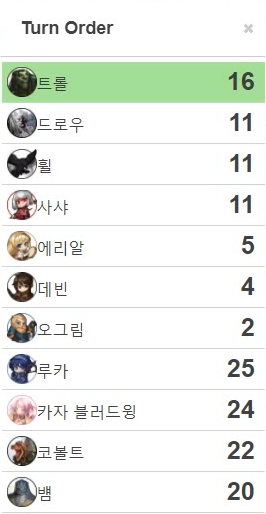 Turn Order ×
트롤 16
드로우 11
휠 11
사샤 11
에리알 5
데빈 4
오그림 2
루카 25
카자 블러드윙 24
코볼트 22
뱀 20